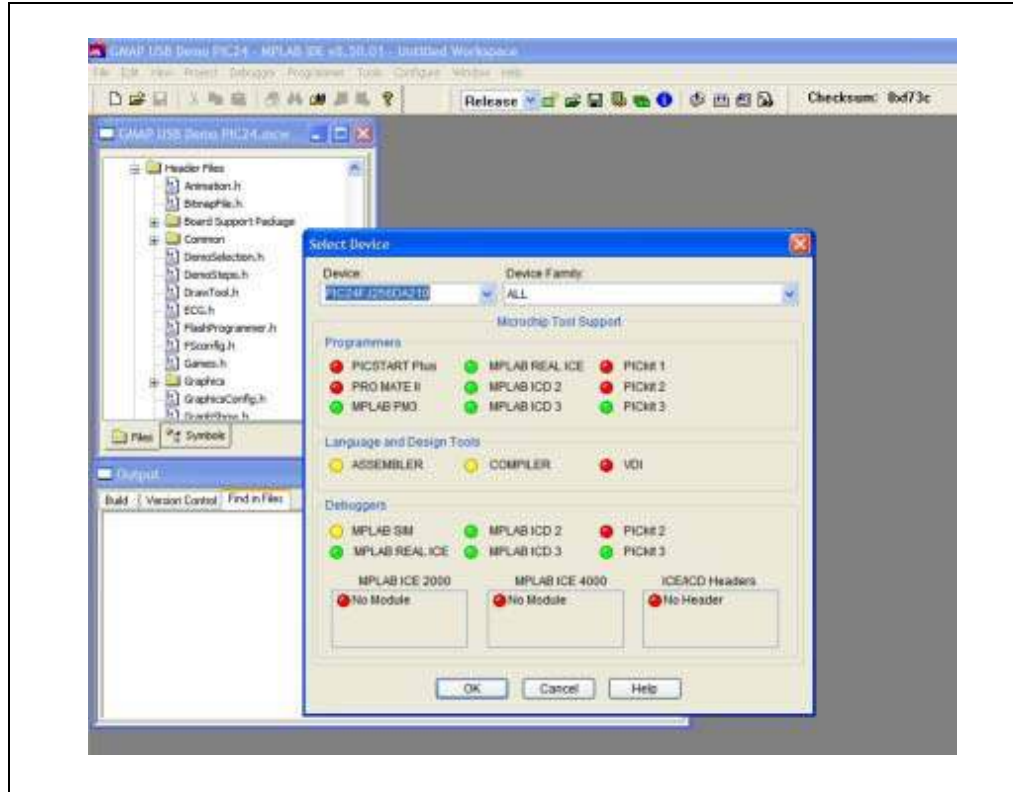 GMAP USB Demo PIC24 - MPLAB IDE v8.50.01 - Untitled Workspace
File Edit View Project Debugger Programmer Tools Configure Window Help
Release Checksum: 0xd73c
GMAP USB Demo PIC24.mcw
Header Files
Animation.h
BitmapFile.h
Board Support Package
Common
DemoSelection.h
DemoSteps.h
DrawTool.h
ECG.h
FlashProgrammer.h
FSconfig.h
Games.h
Graphics
GraphicsConfig.h
Files Symbols
Output
Build Version Control Find in Files
Select Device
Device: Device Family:
PIC24FJ256DA210 ALL
Microchip Tool Support
Programmers
PICSTART Plus MPLAB REAL ICE PICkit 1
PRO MATE II MPLAB ICD 2 PICkit 2
MPLAB PM3 MPLAB ICD 3 PICkit 3
Language and Design Tools
ASSEMBLER COMPILER VDI
Debuggers
MPLAB SIM MPLAB ICD 2 PICkit 2
MPLAB REAL ICE MPLAB ICD 3 PICkit 3
MPLAB ICE 2000 MPLAB ICE 4000 ICE/ICD Headers
No Module No Module No Header
OK Cancel Help